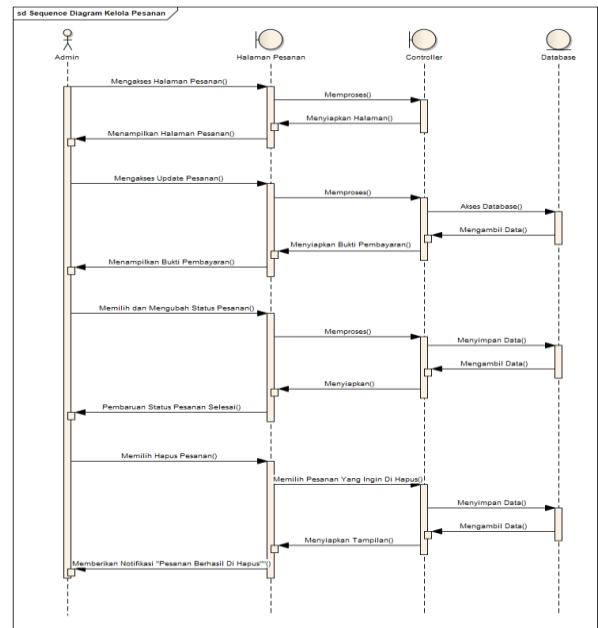 sd Sequence Diagram Kelola Pesanan
Admin
Halaman Pesanan
Controller
Database
Mengakses Halaman Pesanan()
Memproses()
Menyiapkan Halaman()
Menampilkan Halaman Pesanan()
Mengakses Update Pesanan()
Memproses()
Akses Database()
Mengambil Data()
Menyiapkan Bukti Pembayaran()
Menampilkan Bukti Pembayaran()
Memilih dan Mengubah Status Pesanan()
Memproses()
Menyimpan Data()
Mengambil Data()
Menyiapkan()
Pembaruan Status Pesanan Selesai()
Memilih Hapus Pesanan()
Memilih Pesanan Yang Ingin Di Hapus()
Menyimpan Data()
Mengambil Data()
Menyiapkan Tampilan()
Memberikan Notifikasi "Pesanan Berhasil Di Hapus"()